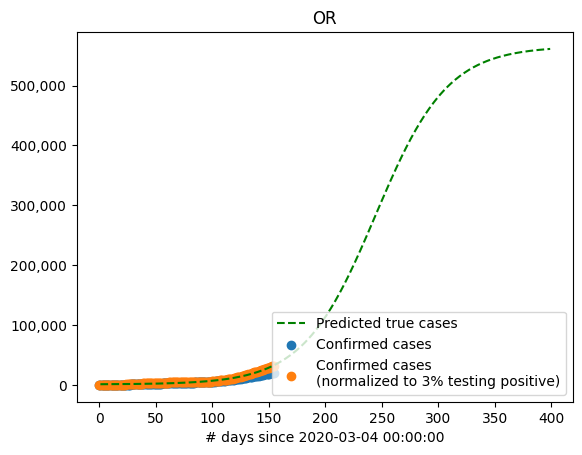 OR
500,000
400,000
300,000
200,000
100,000
0
Predicted true cases
Confirmed cases
Confirmed cases
(normalized to 3% testing positive)
0 50 100 150 200 250 300 350 400
# days since 2020-03-04 00:00:00